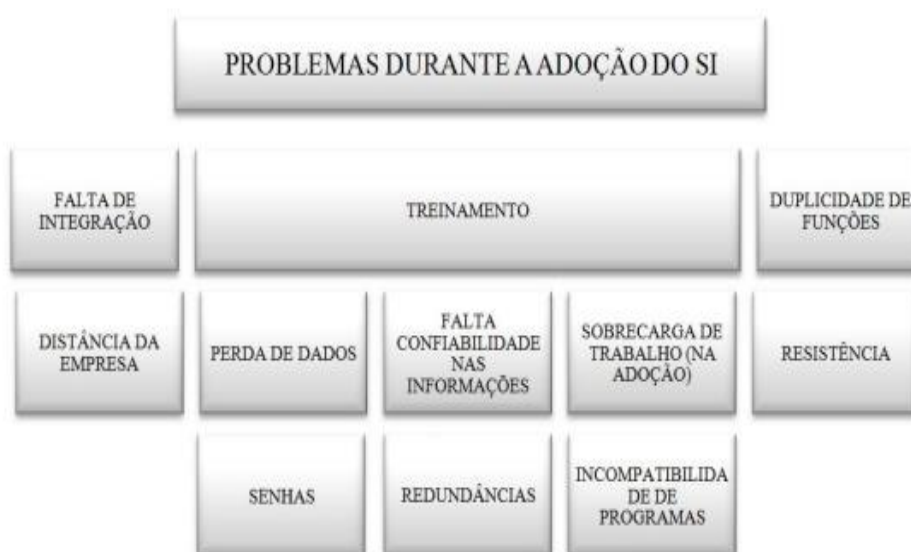 PROBLEMAS DURANTE A ADOÇÃO DO SI
FALTA DE
INTEGRAÇÃO
TREINAMENTO
DUPLICIDADE DE
FUNÇÕES
DISTÂNCIA DA
EMPRESA
PERDA DE DADOS
FALTA
CONFIABILIDADE
NAS
INFORMAÇÕES
SOBRECARGA DE
TRABALHO (NA
ADOÇÃO)
RESISTÊNCIA
SENHAS
REDUNDÂNCIAS
INCOMPATIBILIDA
DE DE
PROGRAMAS